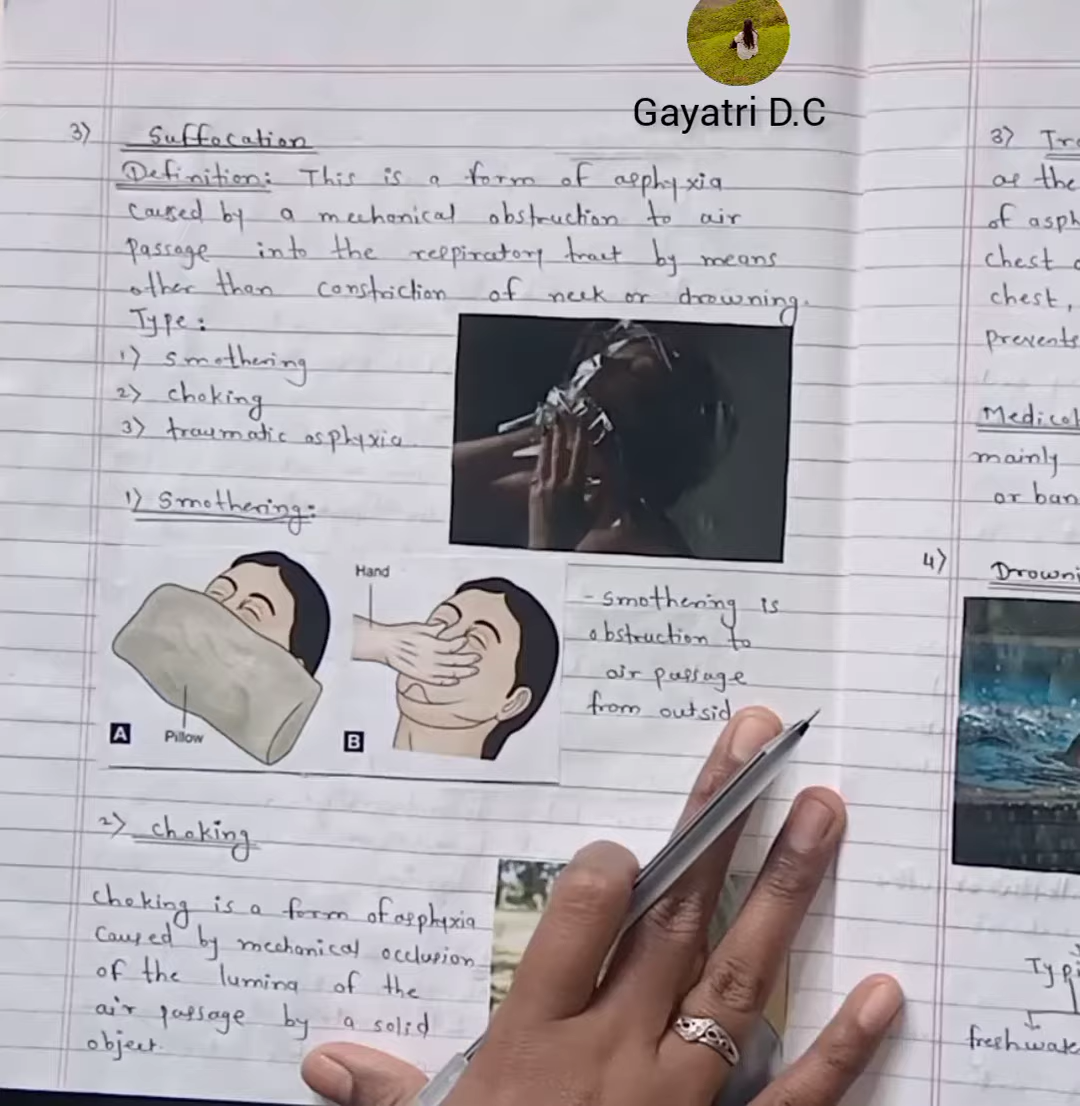 Gayatri D.C
3) Suffocation
Definition: This is a form of asphyxia
caused by a mechanical obstruction to air
passage into the respiratory tract by means
other than constriction of neck or drowning.
Type:
1) smothering
2) choking
3) traumatic asphyxia
1) Smothering:
Hand
A Pillow
B
- smothering is
obstruction to
air passage
from outsid
2) choking
choking is a form of asphyxia
caused by mechanical occlusion
of the lumina of the
air passage by a solid
object.
3) Tra
as the
of asph
chest
chest,
prevents
Medical
mainly
or ban
4) Drowni
Typ
freshwate